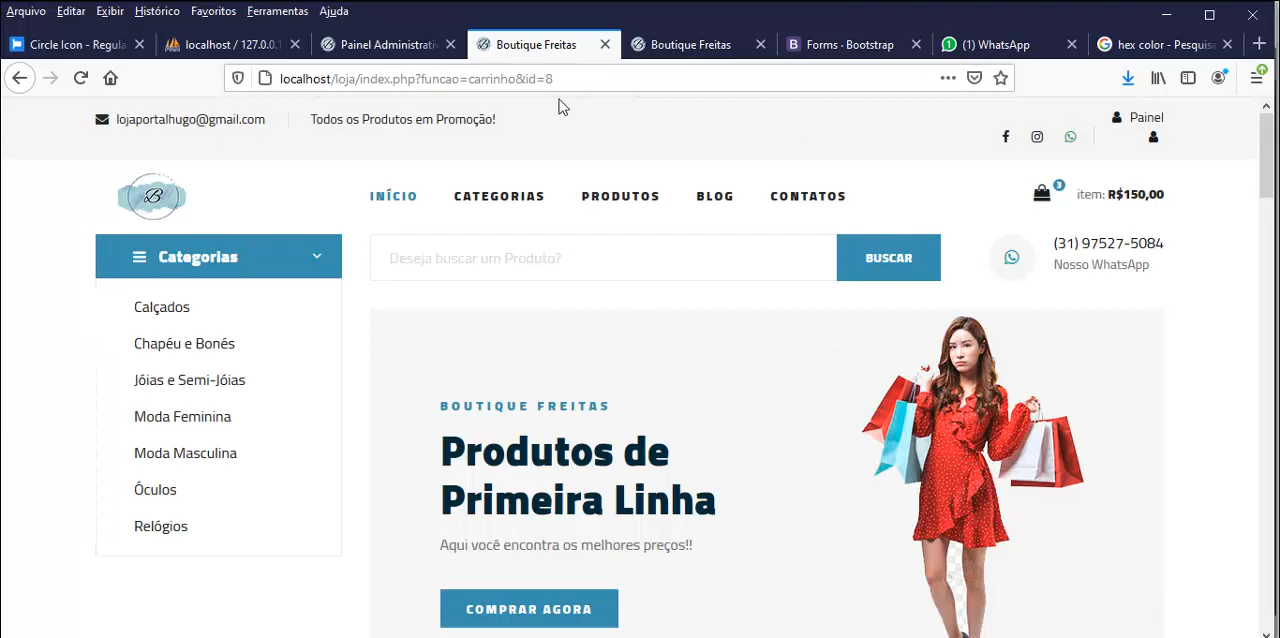 Arquivo Editar Exibir Histórico Favoritos Ferramentas Ajuda
Circle Icon - Regula
localhost / 127.0.0.1
Painel Administrativ
Boutique Freitas
Boutique Freitas
Forms · Bootstrap
(1) WhatsApp
hex color - Pesquisa
localhost/loja/index.php?funcao=carrinho&id=8
lojaportalhugo@gmail.com
Todos os Produtos em Promoção!
Painel
B
INÍCIO CATEGORIAS PRODUTOS BLOG CONTATOS
3
item: R$150,00
Categorias
Deseja buscar um Produto?
BUSCAR
(31) 97527-5084
Nosso WhatsApp
Calçados
Chapéu e Bonés
Jóias e Semi-Jóias
Moda Feminina
Moda Masculina
Óculos
Relógios
BOUTIQUE FREITAS
Produtos de
Primeira Linha
Aqui você encontra os melhores preços!!
COMPRAR AGORA